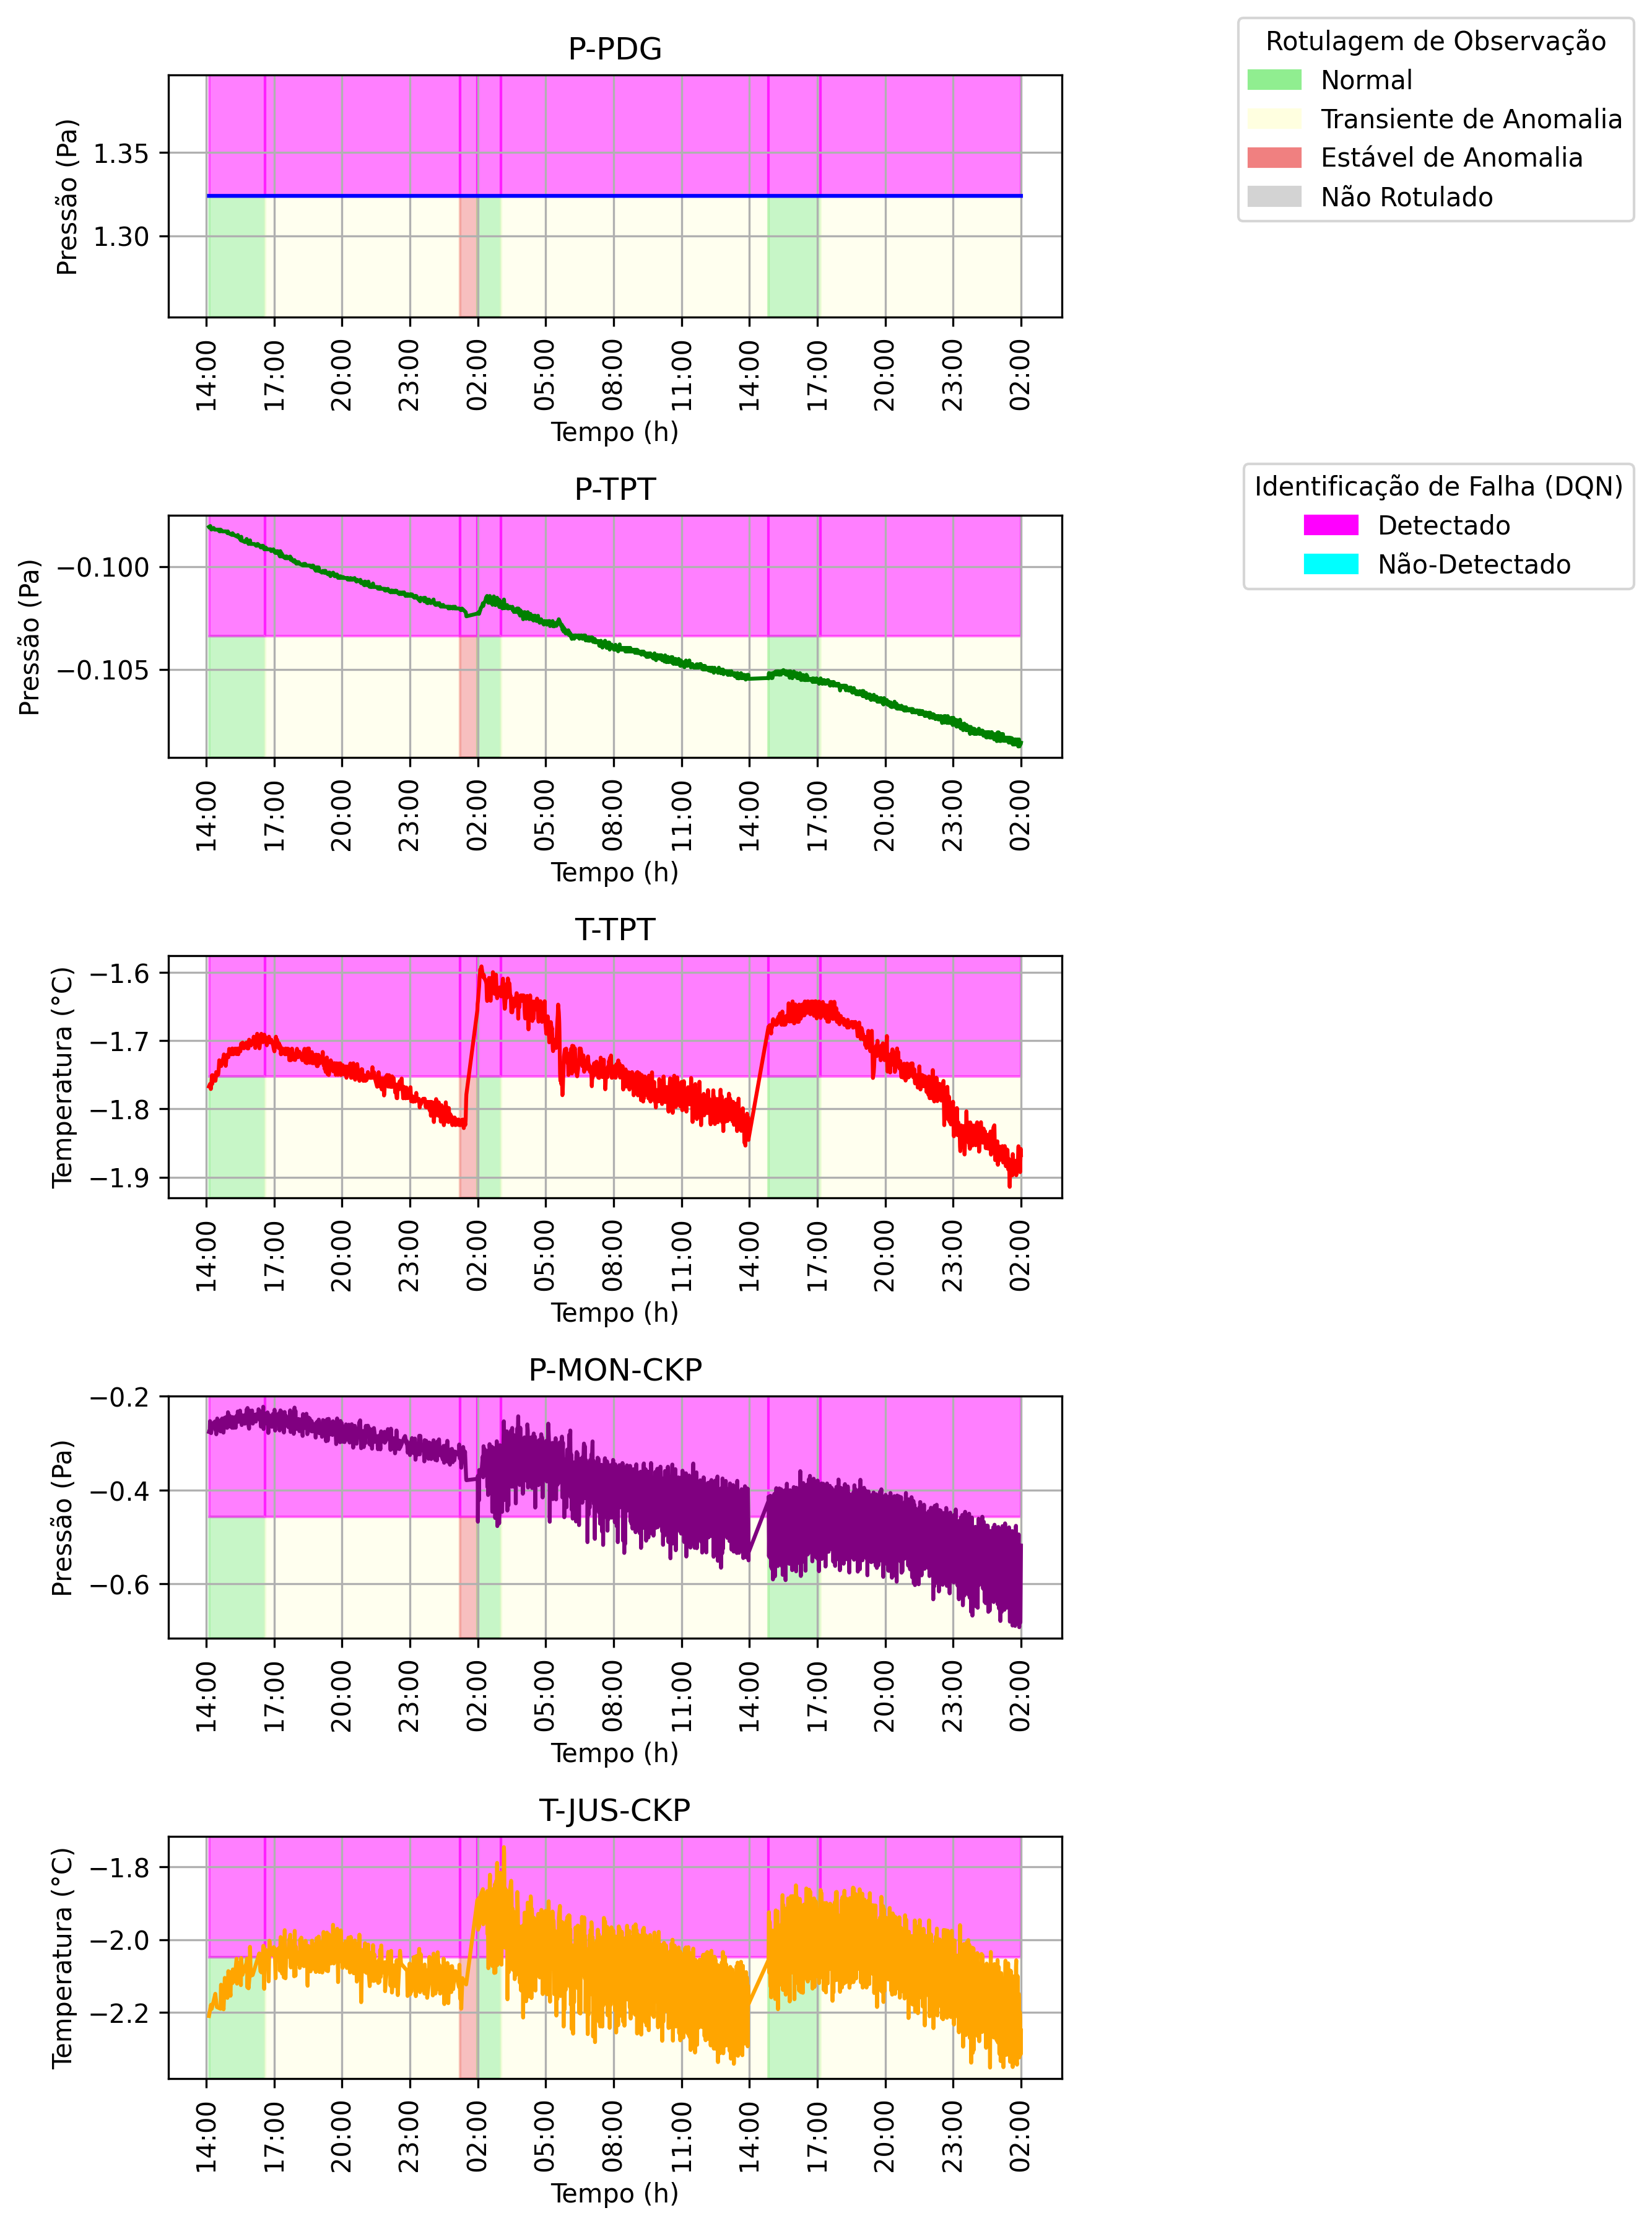 P-PDG
Pressão (Pa)
1.35
1.30
14:00 17:00 20:00 23:00 02:00 05:00 08:00 11:00 14:00 17:00 20:00 23:00 02:00
Tempo (h)
Rotulagem de Observação
Normal
Transiente de Anomalia
Estável de Anomalia
Não Rotulado
P-TPT
Pressão (Pa)
−0.100
−0.105
14:00 17:00 20:00 23:00 02:00 05:00 08:00 11:00 14:00 17:00 20:00 23:00 02:00
Tempo (h)
Identificação de Falha (DQN)
Detectado
Não-Detectado
T-TPT
Temperatura (°C)
−1.6
−1.7
−1.8
−1.9
14:00 17:00 20:00 23:00 02:00 05:00 08:00 11:00 14:00 17:00 20:00 23:00 02:00
Tempo (h)
P-MON-CKP
Pressão (Pa)
−0.2
−0.4
−0.6
14:00 17:00 20:00 23:00 02:00 05:00 08:00 11:00 14:00 17:00 20:00 23:00 02:00
Tempo (h)
T-JUS-CKP
Temperatura (°C)
−1.8
−2.0
−2.2
14:00 17:00 20:00 23:00 02:00 05:00 08:00 11:00 14:00 17:00 20:00 23:00 02:00
Tempo (h)